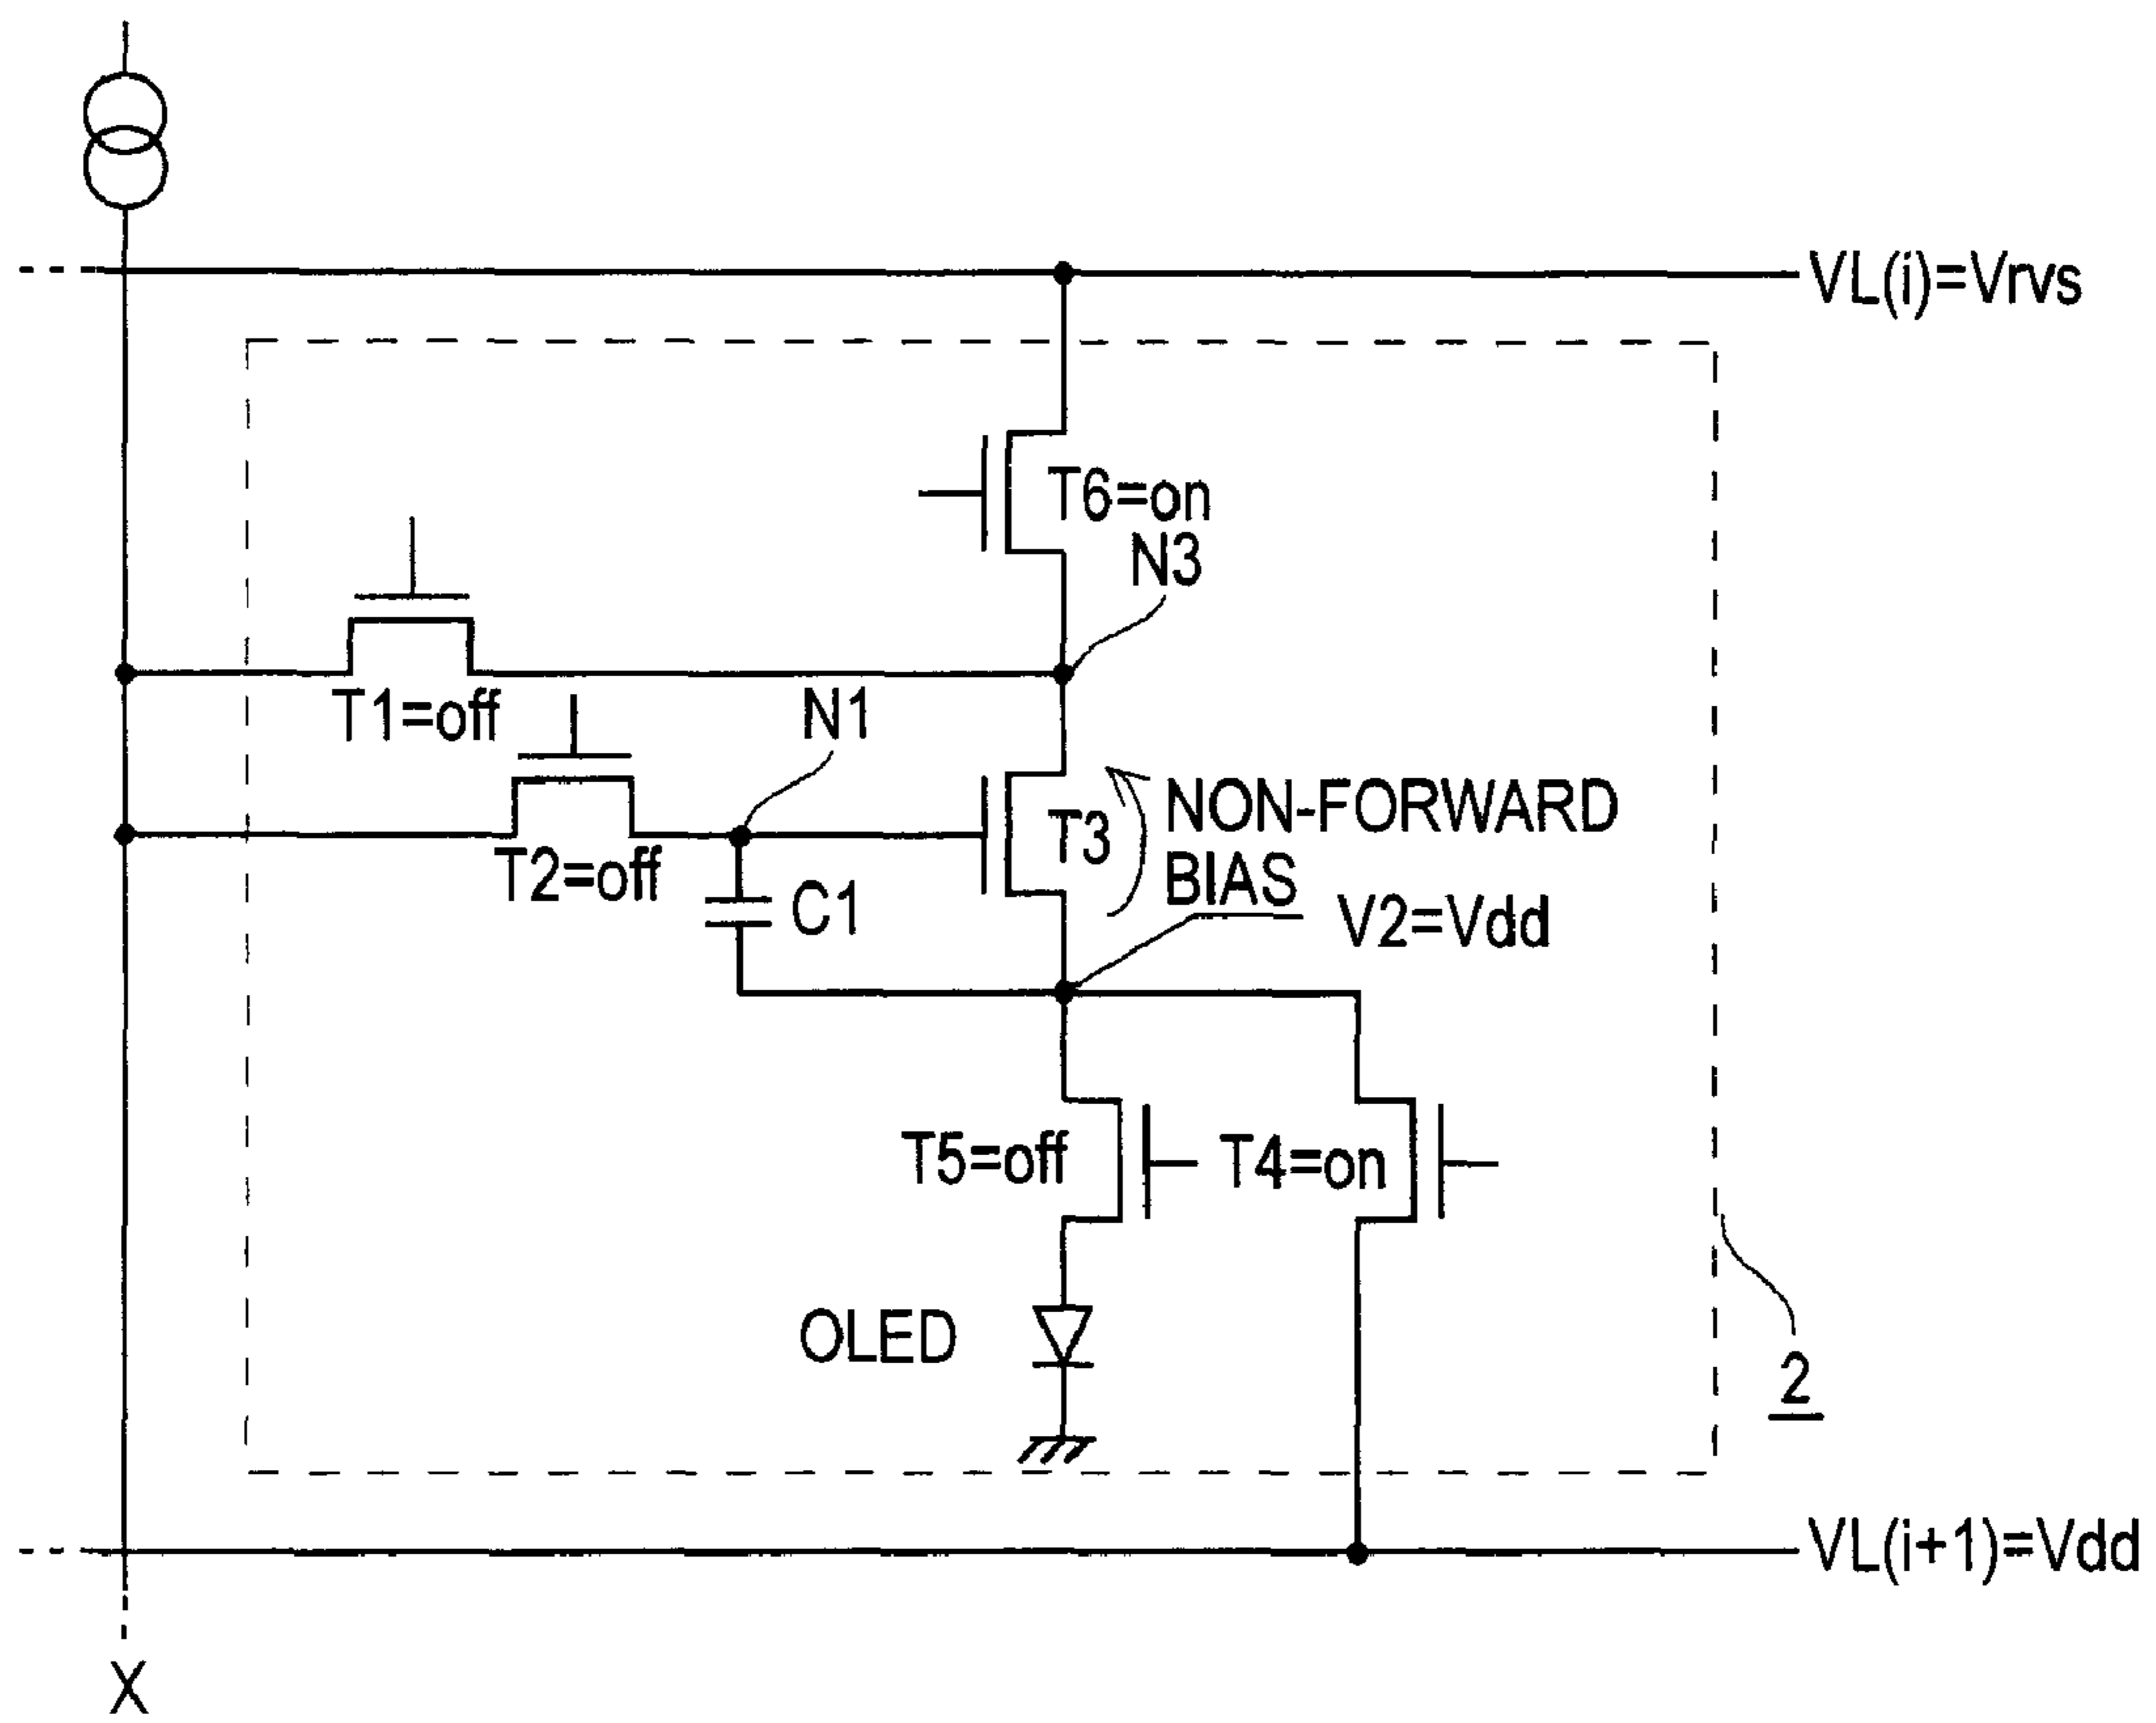 VL(i)=Vrvs
T6=on
N3
T1=off
N1
NON-FORWARD
BIAS
T3
T2=off
C1
V2=Vdd
T5=off
T4=on
OLED
2
VL(i+1)=Vdd
X